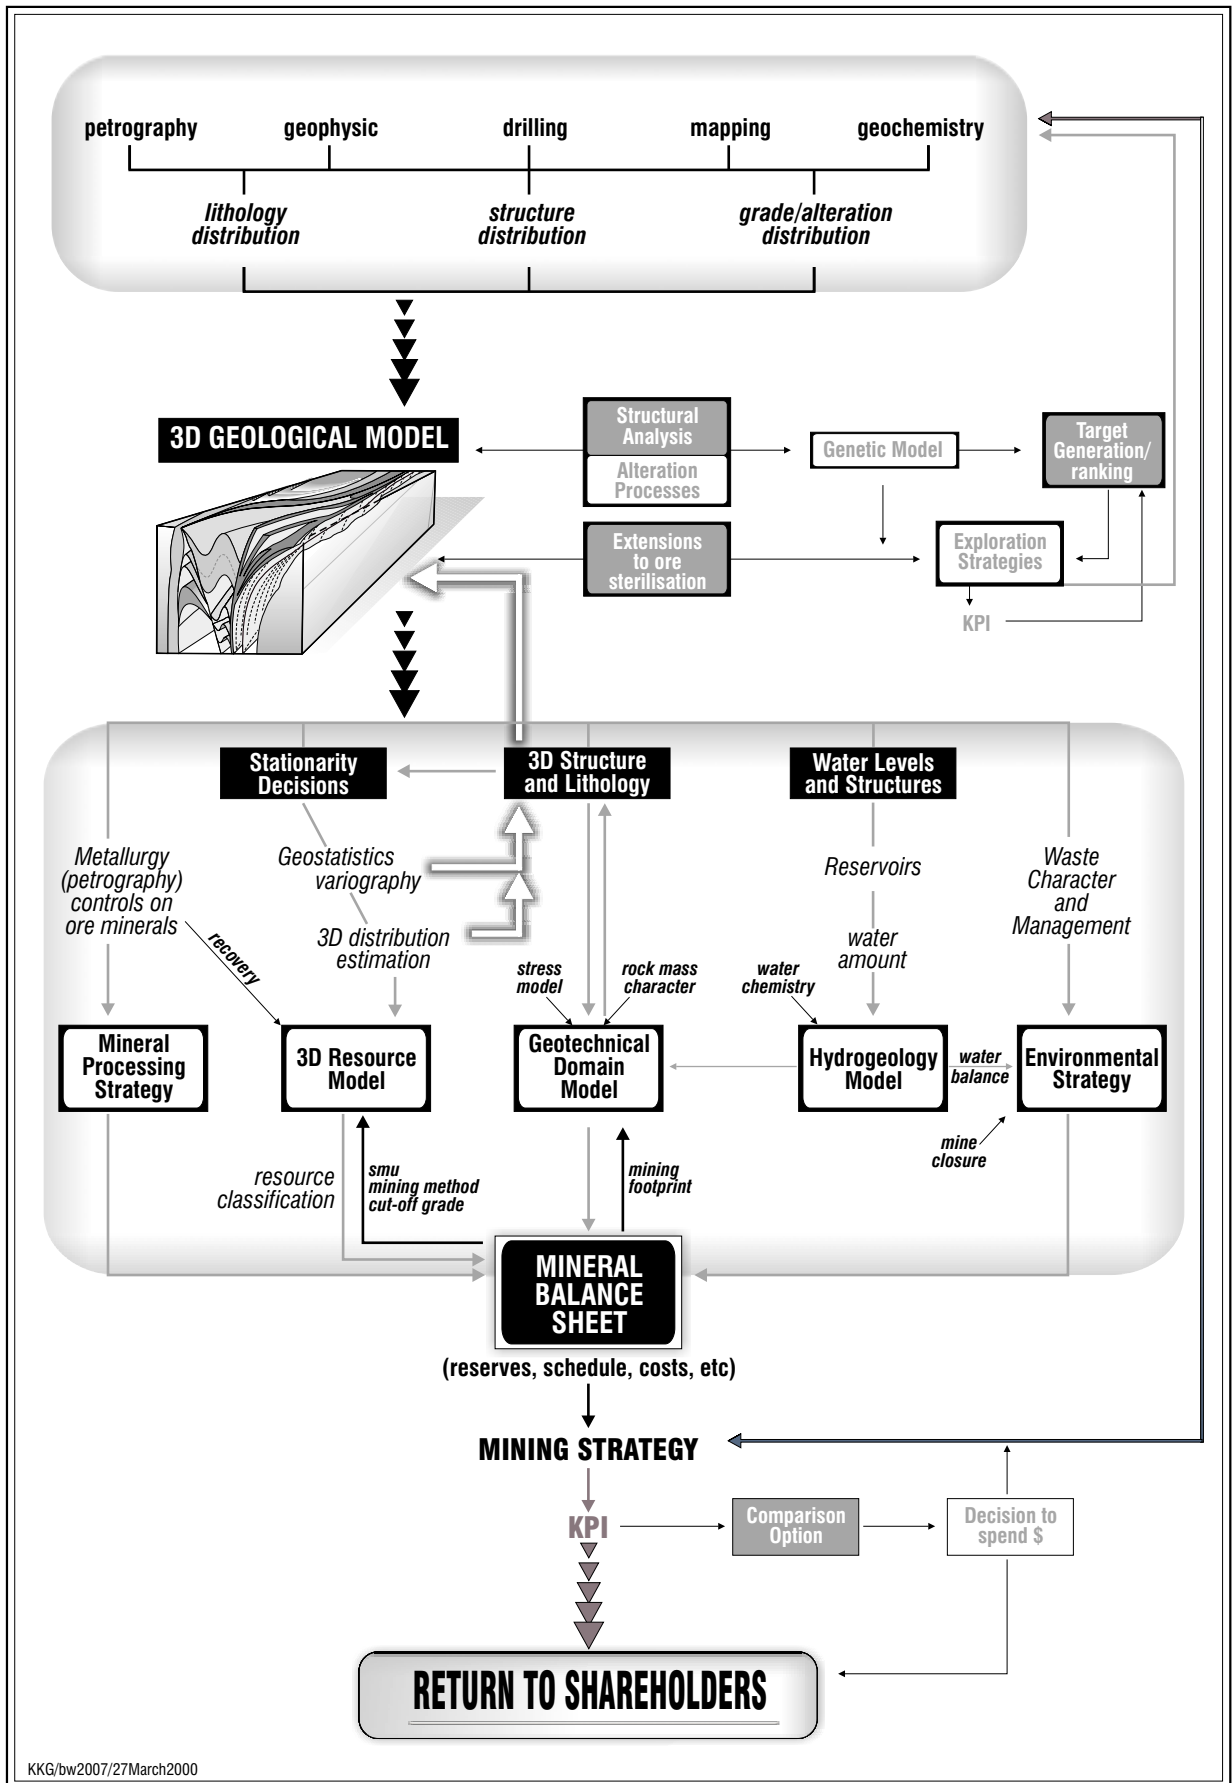 petrography
geophysic
drilling
mapping
geochemistry
lithology
distribution
structure
distribution
grade/alteration
distribution
3D GEOLOGICAL MODEL
Structural
Analysis
Alteration
Processes
Genetic Model
Target
Generation/
ranking
Extensions
to ore
sterilisation
Exploration
Strategies
KPI
Stationarity
Decisions
3D Structure
and Lithology
Water Levels
and Structures
Metallurgy
(petrography)
controls on
ore minerals
Geostatistics
variography
Reservoirs
Waste
Character
and
Management
recovery
3D distribution
estimation
water
amount
stress
model
rock mass
character
water
chemistry
Mineral
Processing
Strategy
3D Resource
Model
Geotechnical
Domain
Model
Hydrogeology
Model
water
balance
Environmental
Strategy
mine
closure
resource
classification
smu
mining method
cut-off grade
mining
footprint
MINERAL
BALANCE
SHEET
(reserves, schedule, costs, etc)
MINING STRATEGY
KPI
Comparison
Option
Decision to
spend $
RETURN TO SHAREHOLDERS
KKG/bw2007/27March2000